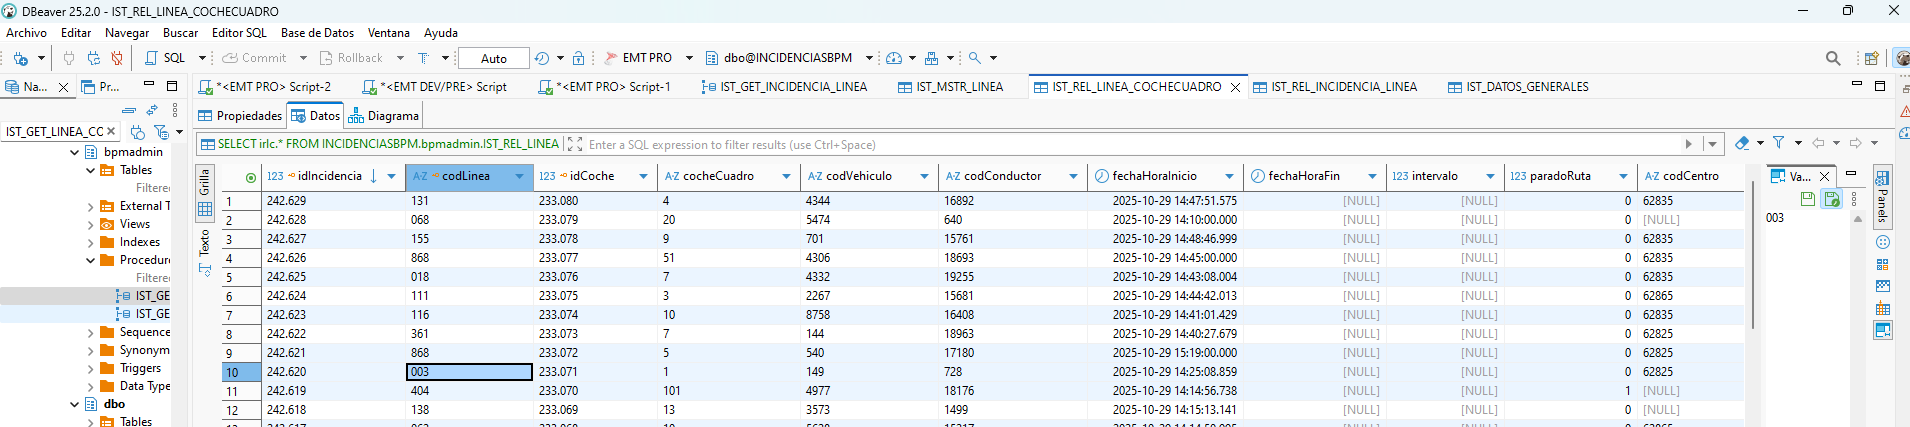 DBeaver 25.2.0 - IST_REL_LINEA_COCHECUADRO
Archivo Editar Navegar Buscar Editor SQL Base de Datos Ventana Ayuda
SQL Commit Rollback T Auto EMT PRO dbo@INCIDENCIASBPM
Na... Pr... *<EMT PRO> Script-2 *<EMT DEV/PRE> Script *<EMT PRO> Script-1 IST_GET_INCIDENCIA_LINEA IST_MSTR_LINEA IST_REL_LINEA_COCHECUADRO IST_REL_INCIDENCIA_LINEA IST_DATOS_GENERALES
Propiedades Datos Diagrama
IST_GET_LINEA_CC
SELECT irlc.* FROM INCIDENCIASBPM.bpmadmin.IST_REL_LINEA Enter a SQL expression to filter results (use Ctrl+Space)
bpmadmin
Tables
Filtered
External T
Views
Indexes
Procedur
Filtered
IST_GE
IST_GE
Sequence
Synonym
Triggers
Data Type
dbo
Tables
Grilla
Texto
123 idIncidencia A-Z codLinea 123 idCoche A-Z cocheCuadro A-Z codVehiculo A-Z codConductor fechaHoraInicio fechaHoraFin 123 intervalo 123 paradoRuta A-Z codCentro
1 242.629 131 233.080 4 4344 16892 2025-10-29 14:47:51.575 [NULL] [NULL] 0 62835
2 242.628 068 233.079 20 5474 640 2025-10-29 14:10:00.000 [NULL] [NULL] 0 [NULL]
3 242.627 155 233.078 9 701 15761 2025-10-29 14:48:46.999 [NULL] [NULL] 0 62835
4 242.626 868 233.077 51 4306 18693 2025-10-29 14:45:00.000 [NULL] [NULL] 0 62835
5 242.625 018 233.076 7 4332 19255 2025-10-29 14:43:08.004 [NULL] [NULL] 0 62835
6 242.624 111 233.075 3 2267 15681 2025-10-29 14:44:42.013 [NULL] [NULL] 0 62865
7 242.623 116 233.074 10 8758 16408 2025-10-29 14:41:01.429 [NULL] [NULL] 0 62835
8 242.622 361 233.073 7 144 18963 2025-10-29 14:40:27.679 [NULL] [NULL] 0 62825
9 242.621 868 233.072 5 540 17180 2025-10-29 15:19:00.000 [NULL] [NULL] 0 62825
10 242.620 003 233.071 1 149 728 2025-10-29 14:25:08.859 [NULL] [NULL] 0 62825
11 242.619 404 233.070 101 4977 18176 2025-10-29 14:14:56.738 [NULL] [NULL] 1 [NULL]
12 242.618 138 233.069 13 3573 1499 2025-10-29 14:15:13.141 [NULL] [NULL] 0
Va...
003
Panels